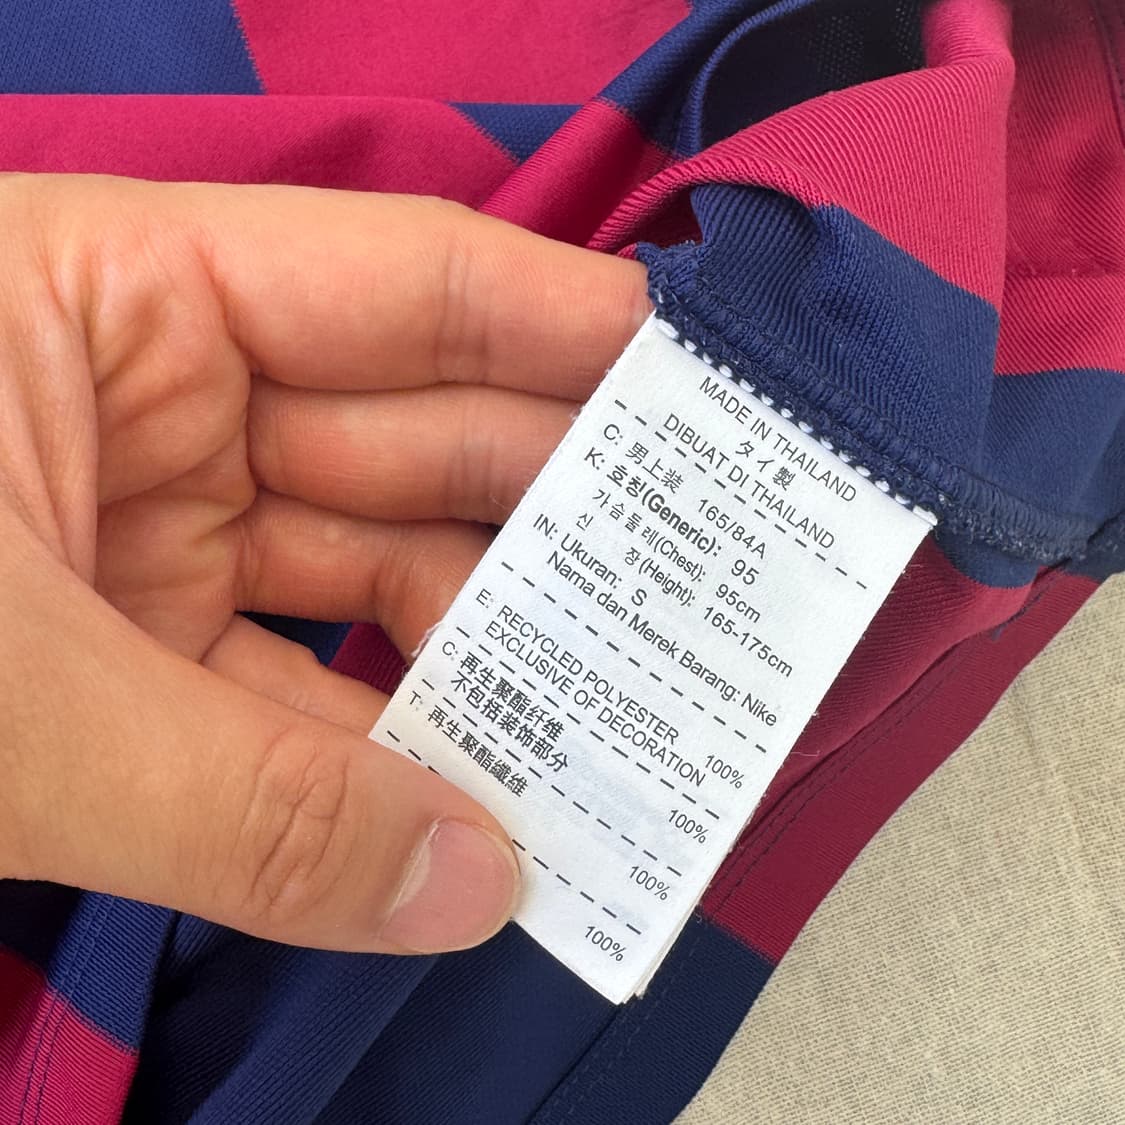 MADE IN THAILAND
タイ製
DIBUAT DI THAILAND
C: 男上装 165/84A
K: 호칭(Generic): 95
가슴둘레(Chest): 95cm
신 장(Height): 165-175cm
IN: Ukuran: S
Nama dan Merek Barang: Nike
E: RECYCLED POLYESTER 100%
EXCLUSIVE OF DECORATION
C: 再生聚酯纤维 100%
不包括装饰部分
T: 再生聚酯纖維 100%
100%